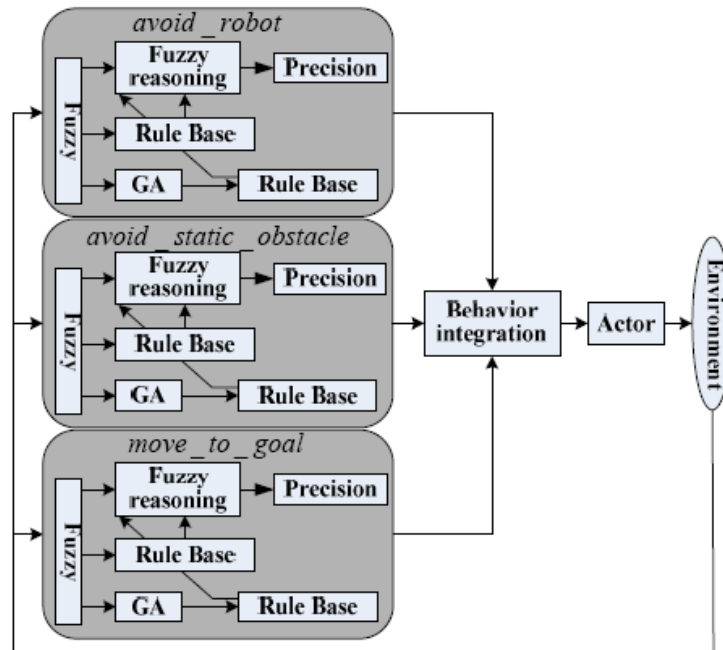 avoid_robot
Fuzzy
Fuzzy
reasoning
Precision
Rule Base
GA
Rule Base
avoid_static_obstacle
Fuzzy
Fuzzy
reasoning
Precision
Rule Base
GA
Rule Base
move_to_goal
Fuzzy
Fuzzy
reasoning
Precision
Rule Base
GA
Rule Base
Behavior
integration
Actor
Environment